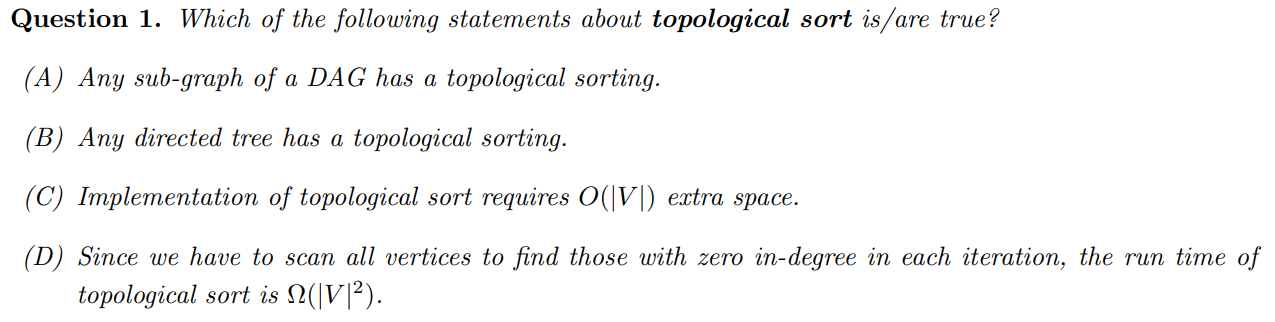 Question 1. Which of the following statements about topological sort is/are true?
(A) Any sub-graph of a DAG has a topological sorting.
(B) Any directed tree has a topological sorting.
(C) Implementation of topological sort requires O(|V|) extra space.
(D) Since we have to scan all vertices to find those with zero in-degree in each iteration, the run time of
topological sort is Ω(|V|²).